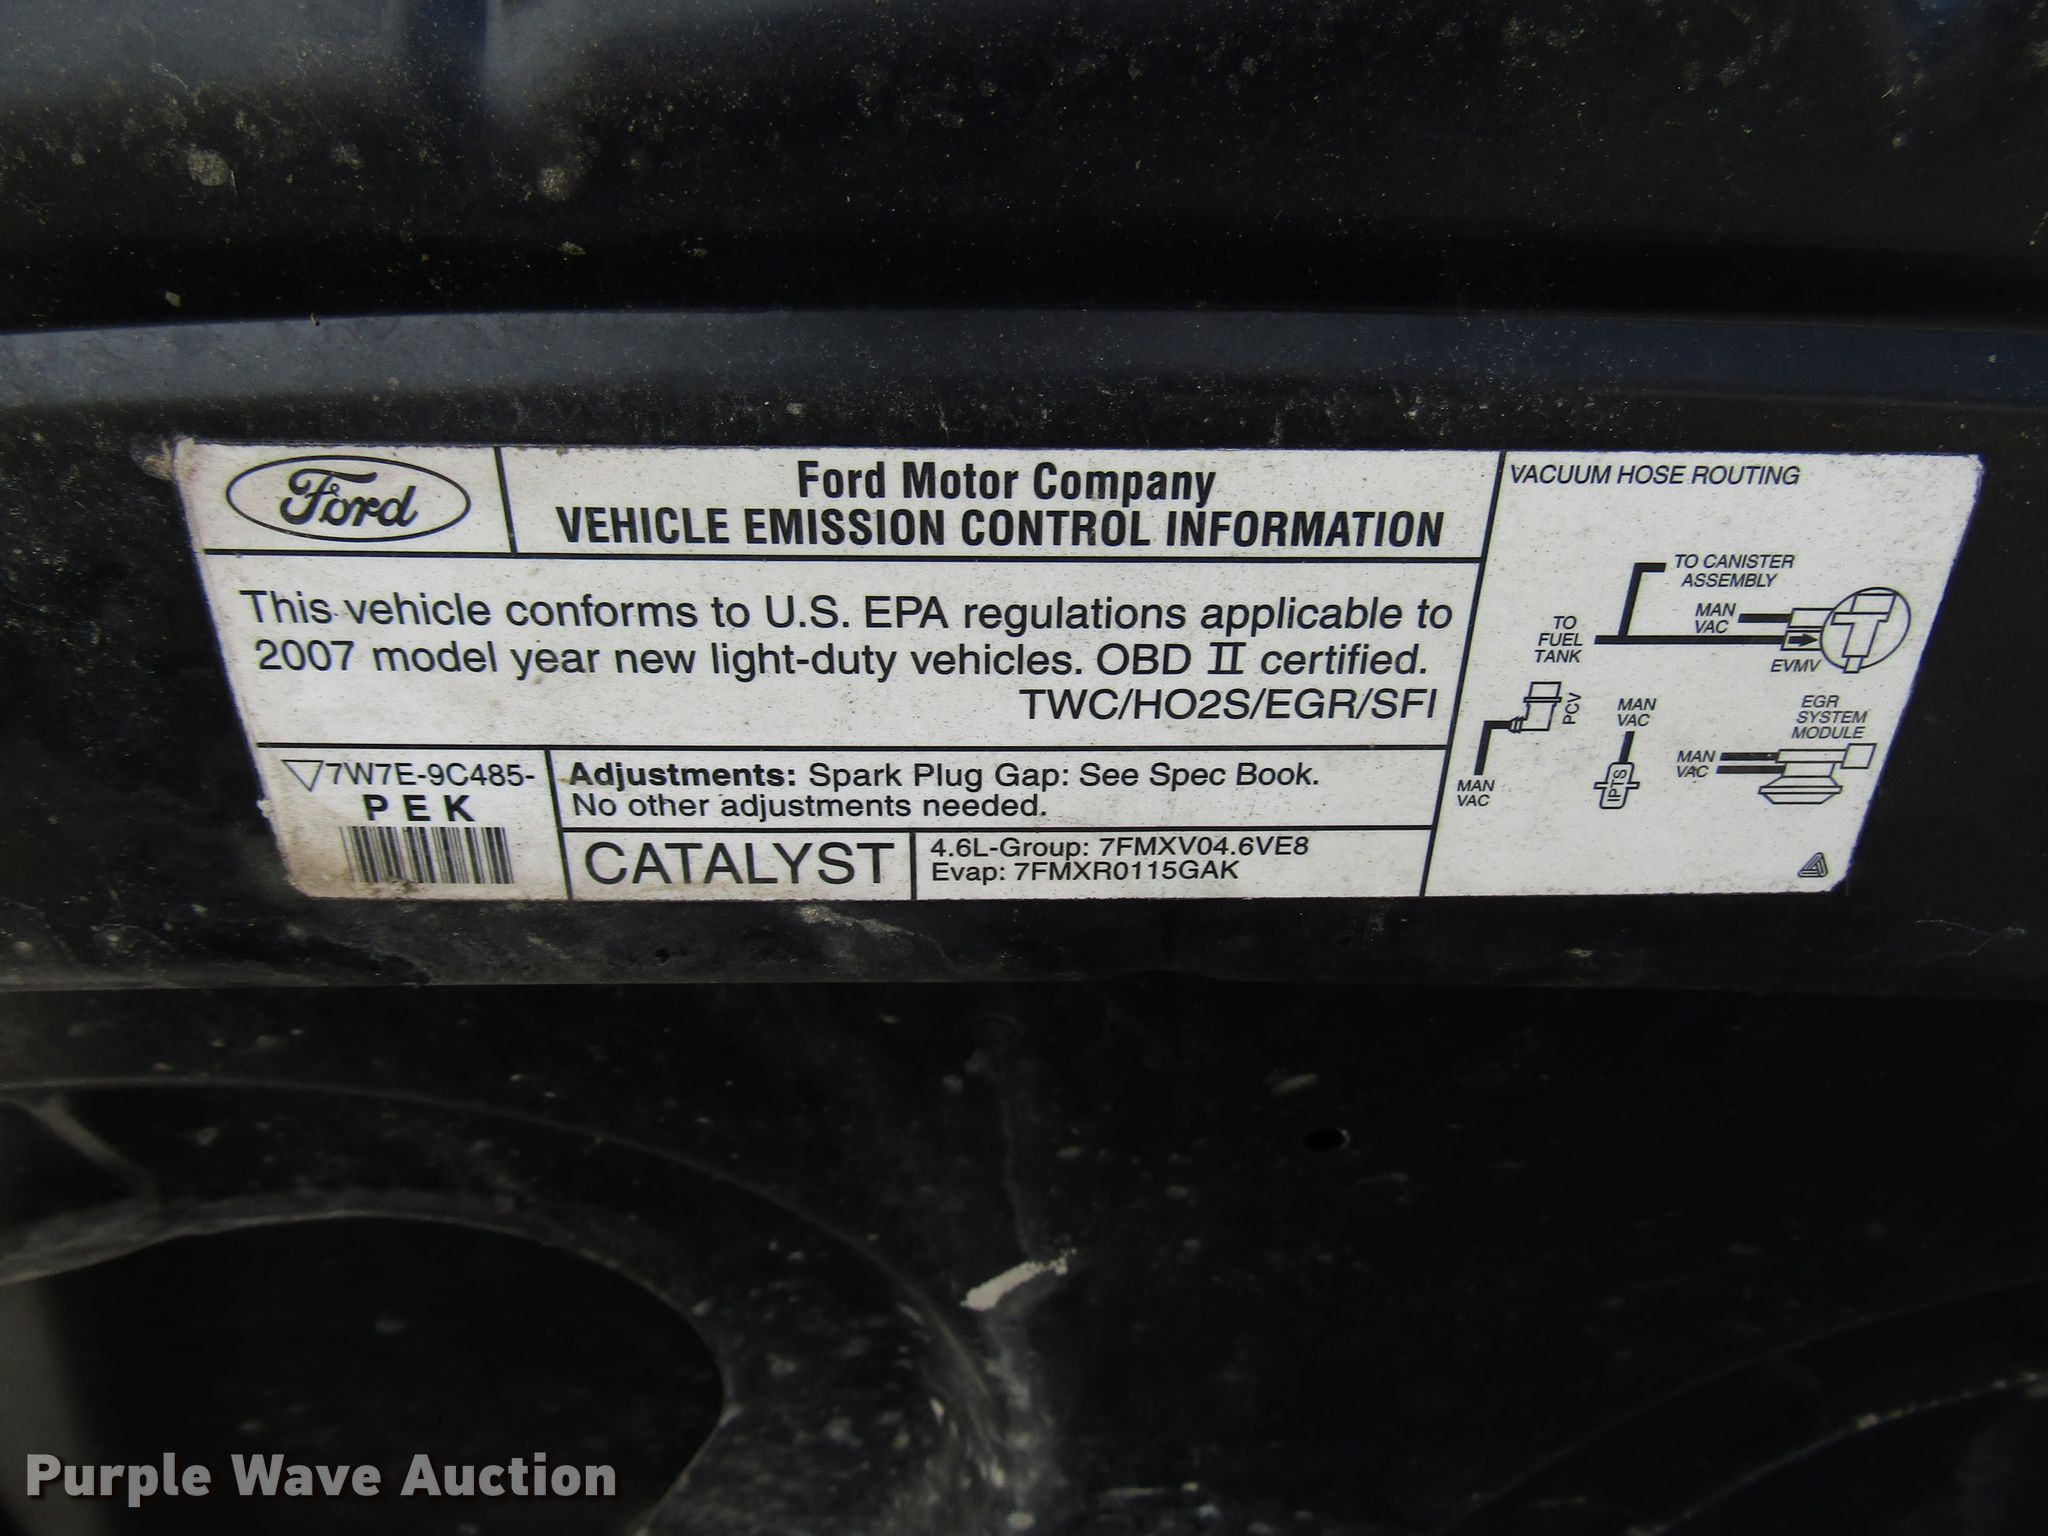 Ford
Ford Motor Company
VEHICLE EMISSION CONTROL INFORMATION
This vehicle conforms to U.S. EPA regulations applicable to
2007 model year new light-duty vehicles. OBD II certified.
TWC/HO2S/EGR/SFI
7W7E-9C485-
PEK
Adjustments: Spark Plug Gap: See Spec Book.
No other adjustments needed.
CATALYST
4.6L-Group: 7FMXV04.6VE8
Evap: 7FMXR0115GAK
VACUUM HOSE ROUTING
TO CANISTER
ASSEMBLY
MAN
VAC
TO
FUEL
TANK
EVMV
PCV
MAN
VAC
MAN
VAC
IPTS
EGR
SYSTEM
MODULE
MAN
VAC
Purple Wave Auction